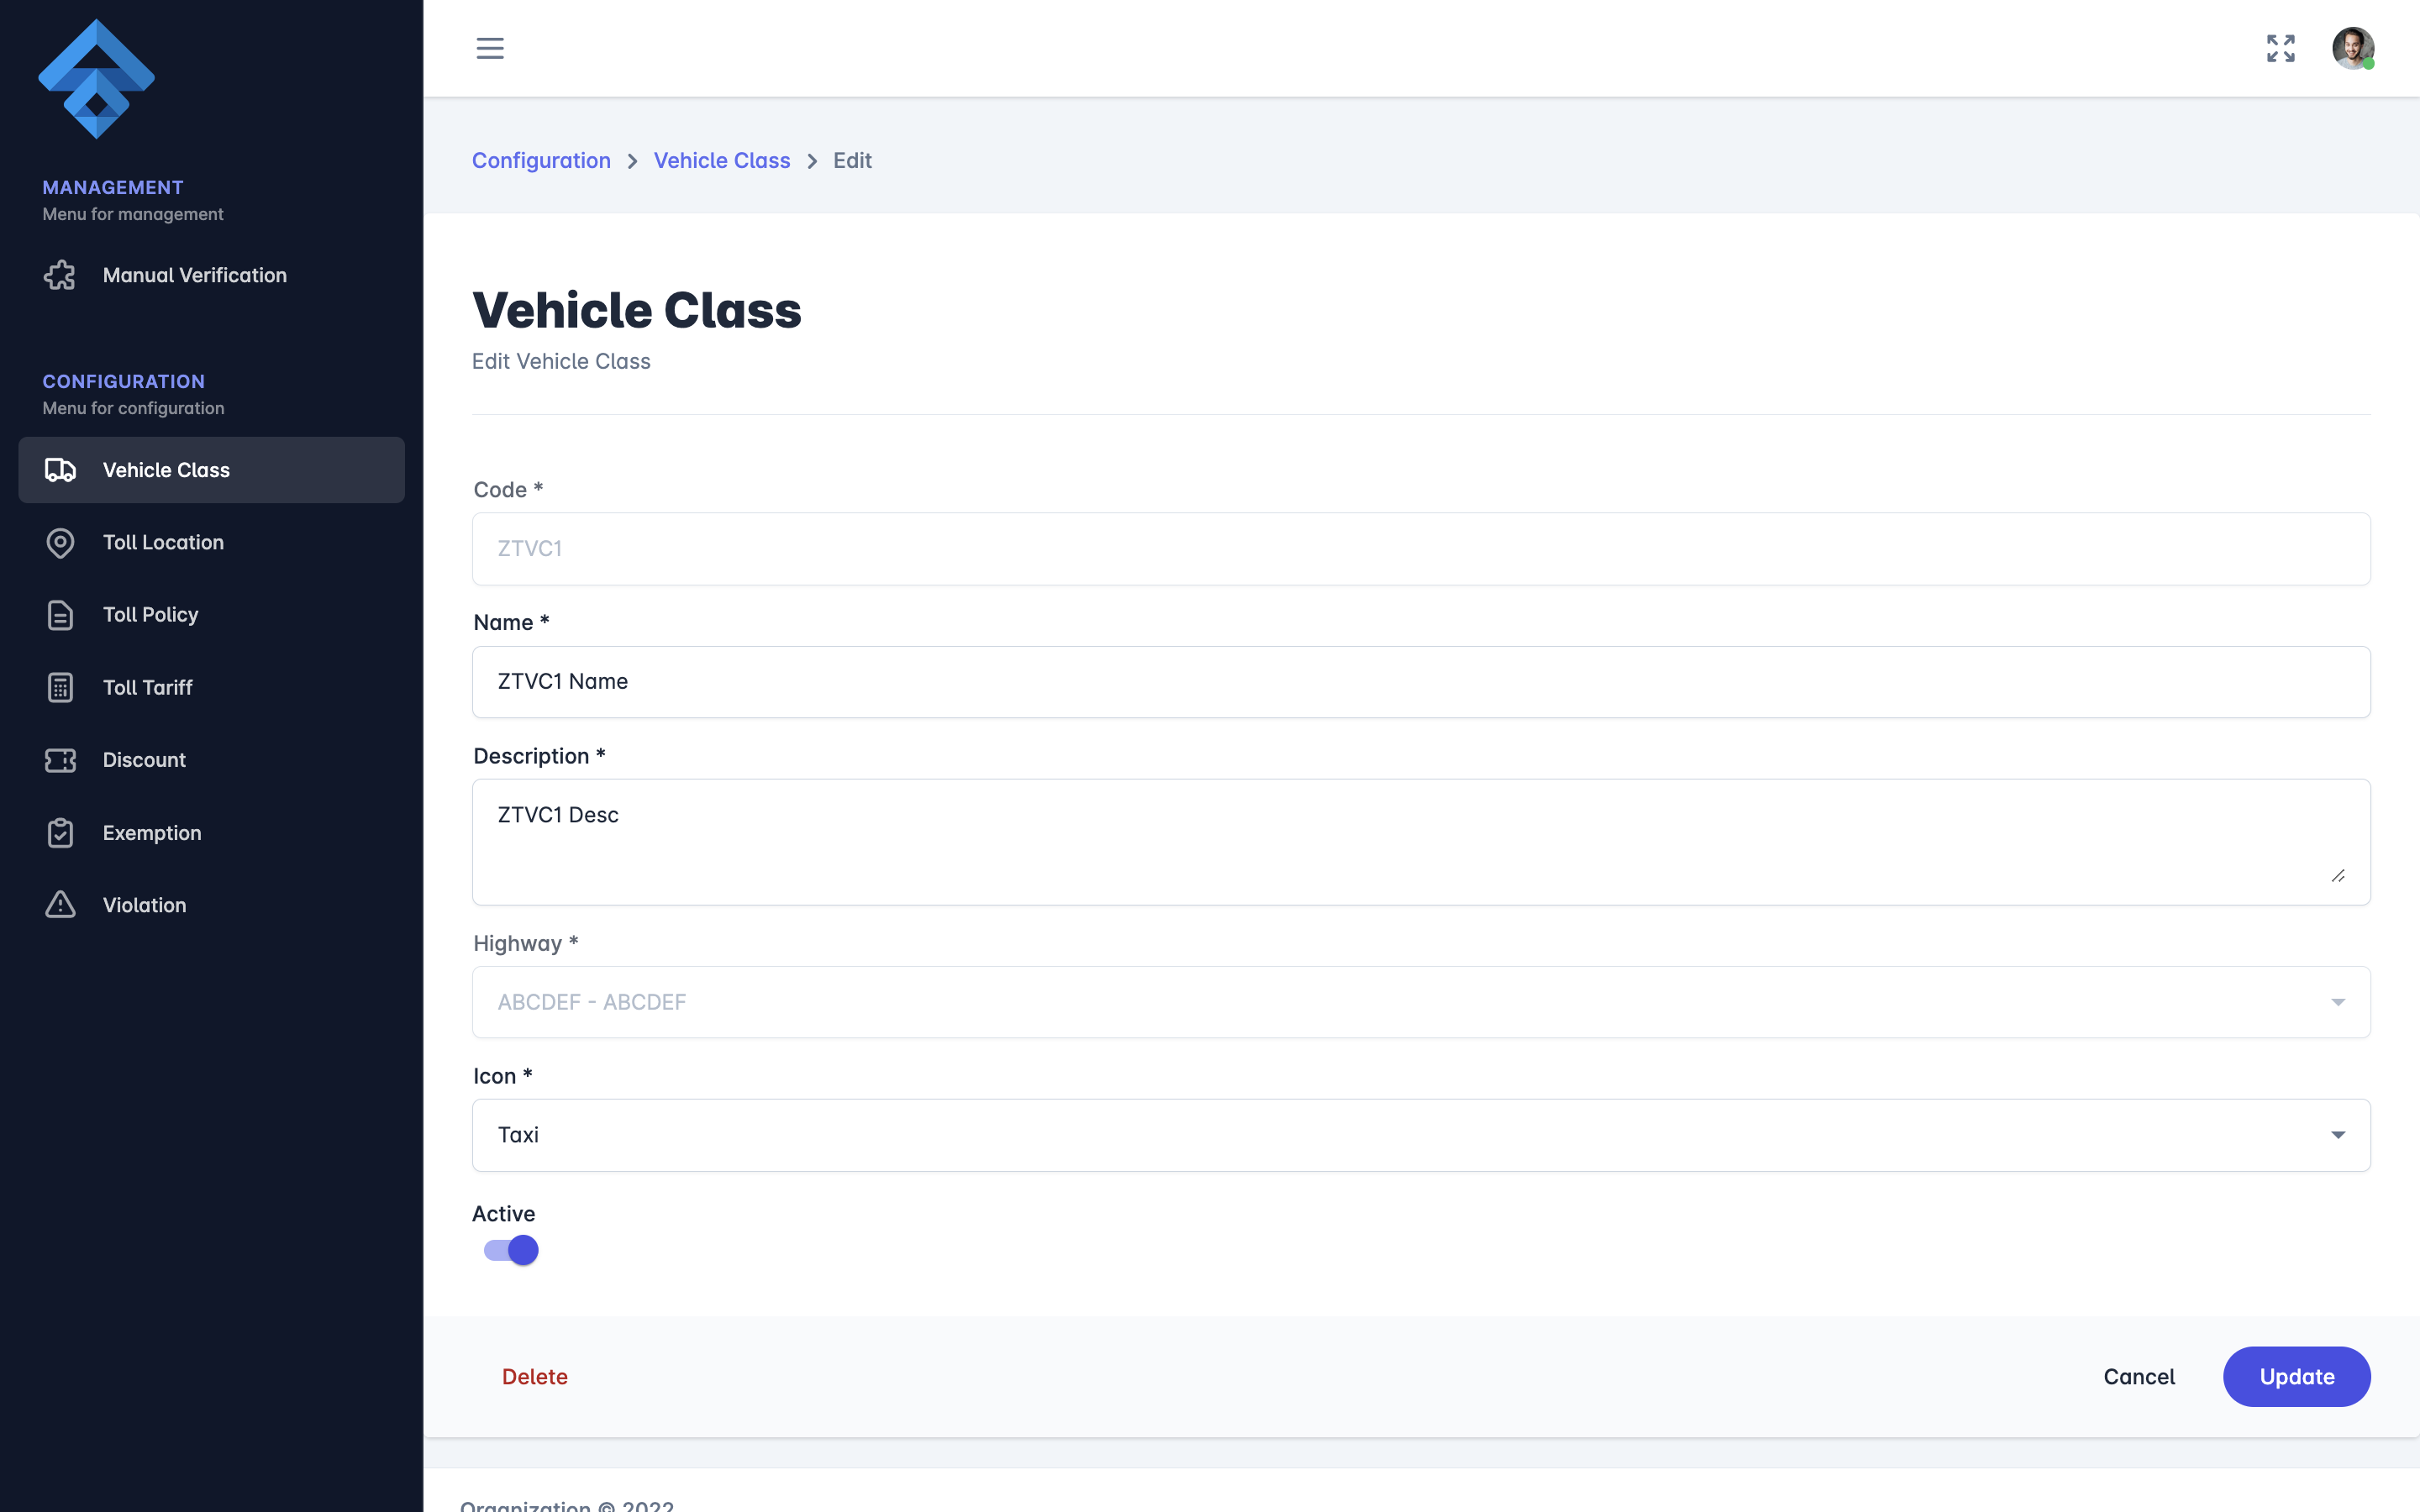 MANAGEMENT
Menu for management
Manual Verification
CONFIGURATION
Menu for configuration
Vehicle Class
Toll Location
Toll Policy
Toll Tariff
Discount
Exemption
Violation
Configuration > Vehicle Class > Edit
Vehicle Class
Edit Vehicle Class
Code *
ZTVC1
Name *
ZTVC1 Name
Description *
ZTVC1 Desc
Highway *
ABCDEF - ABCDEF
Icon *
Taxi
Active
Delete
Cancel
Update
Organization © 2022